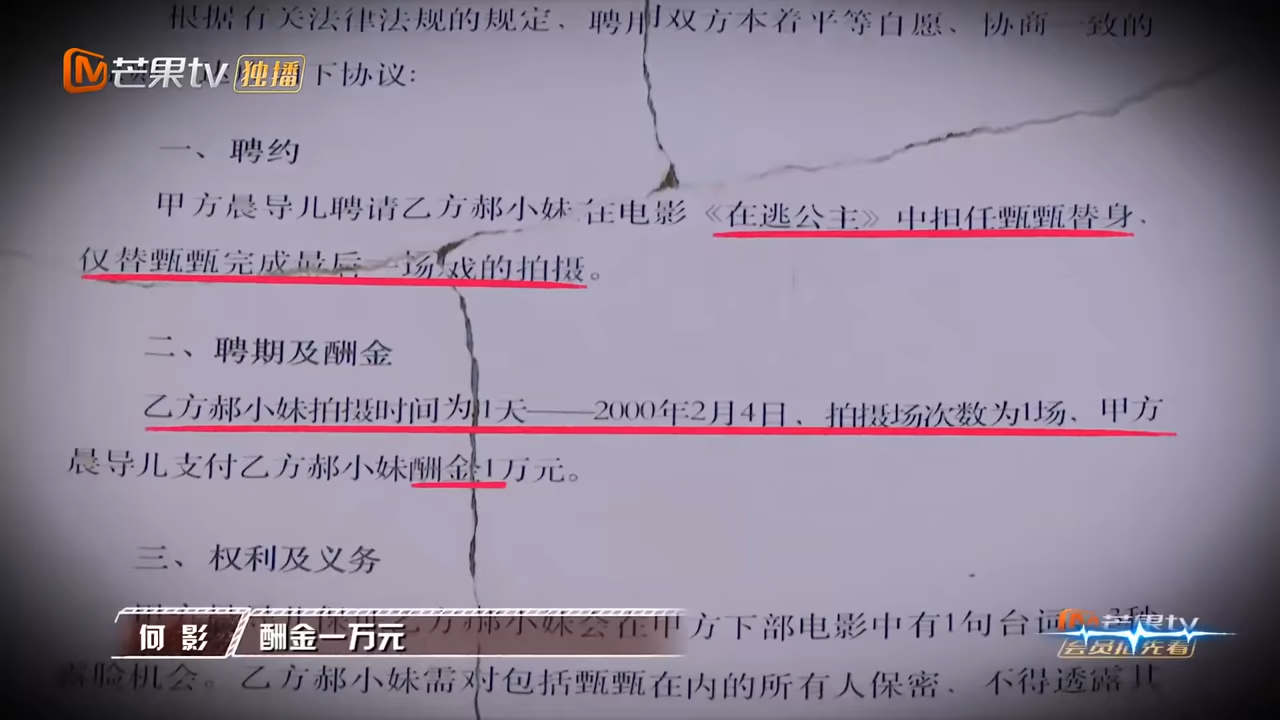 根据有关法律法规的规定、聘用双方本着平等自愿、协商一致的
芒果tv 独播 下协议:
一、聘约
甲方晨导儿聘请乙方郝小妹在电影《在逃公主》中担任甄甄替身、
仅替甄甄完成最后一场戏的拍摄。
二、聘期及酬金
乙方郝小妹拍摄时间为1天——2000年2月4日、拍摄场次数为1场、甲方
晨导儿支付乙方郝小妹酬金1万元。
三、权利及义务
乙方郝小妹会在甲方下部电影中有1句台词
何影 酬金一万元
芒果tv
会员抢先看
露脸机会。乙方郝小妹需对包括甄甄在内的所有人保密、不得透露其